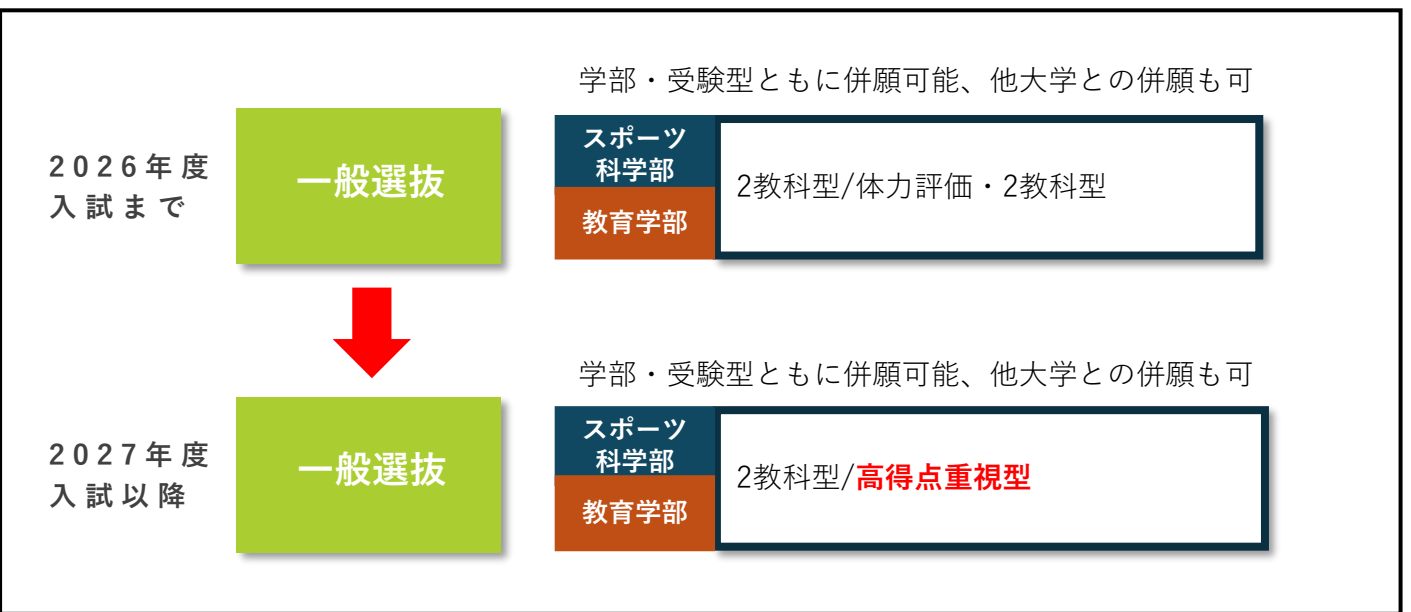 学部・受験型ともに併願可能、他大学との併願も可
2026年度
入試まで
一般選抜
スポーツ
科学部
教育学部
2教科型/体力評価・2教科型
学部・受験型ともに併願可能、他大学との併願も可
2027年度
入試以降
一般選抜
スポーツ
科学部
教育学部
2教科型/高得点重視型